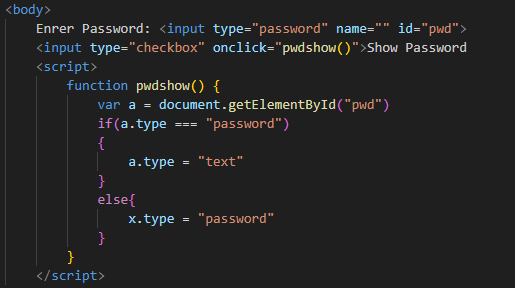 <body>
Enrer Password: <input type="password" name="" id="pwd">
<input type="checkbox" onclick="pwdshow()">Show Password
<script>
function pwdshow() {
var a = document.getElementById("pwd")
if(a.type === "password")
{
a.type = "text"
}
else{
x.type = "password"
}
}
</script>